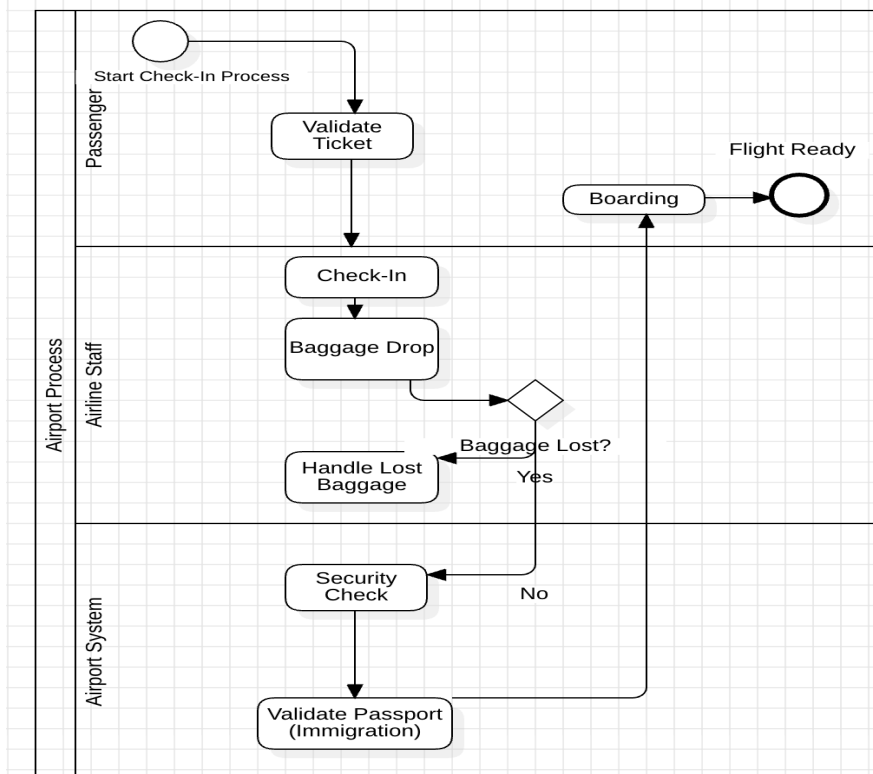 Airport Process
Passenger
Start Check-In Process
Validate
Ticket
Flight Ready
Boarding
Airline Staff
Check-In
Baggage Drop
Baggage Lost?
Handle Lost
Baggage
Yes
Airport System
Security
Check
No
Validate Passport
(Immigration)